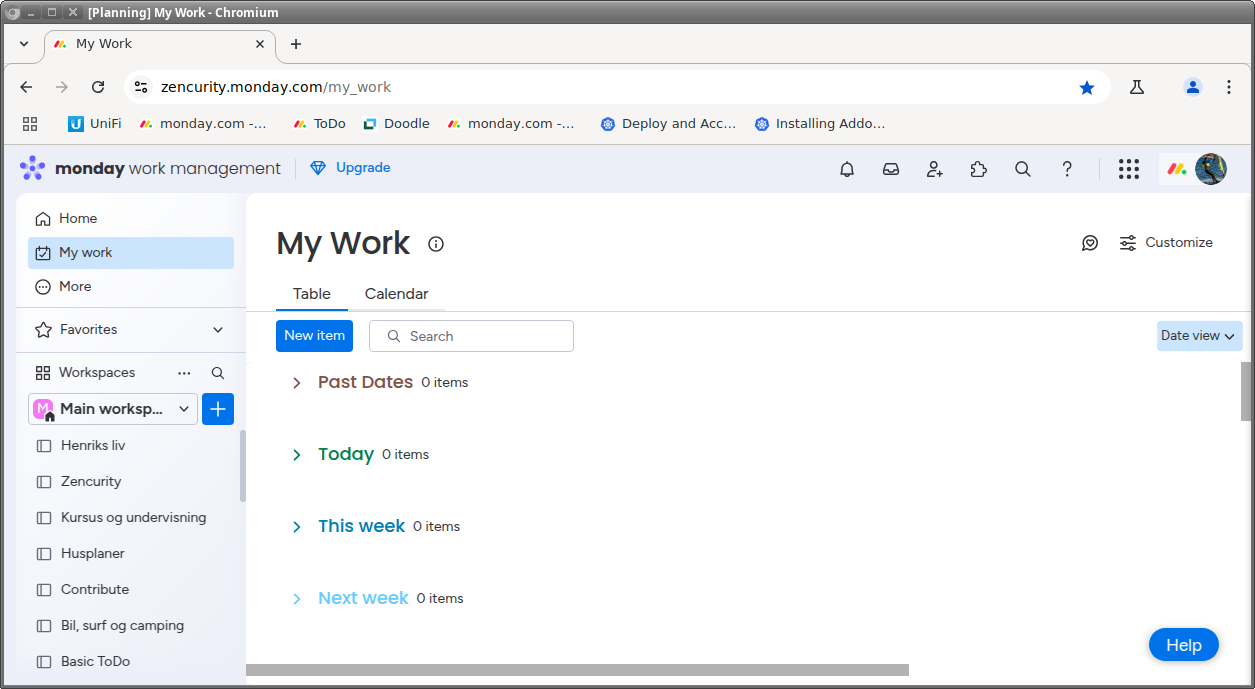 [Planning] My Work - Chromium
My Work
zencurity.monday.com/my_work
UniFi
monday.com -...
ToDo
Doodle
monday.com -...
Deploy and Acc...
Installing Addo...
monday work management
Upgrade
Home
My work
More
Favorites
Workspaces
M Main worksp...
Henriks liv
Zencurity
Kursus og undervisning
Husplaner
Contribute
Bil, surf og camping
Basic ToDo
My Work
Customize
Table Calendar
New item
Search
Date view
Past Dates 0 items
Today 0 items
This week 0 items
Next week 0 items
Help